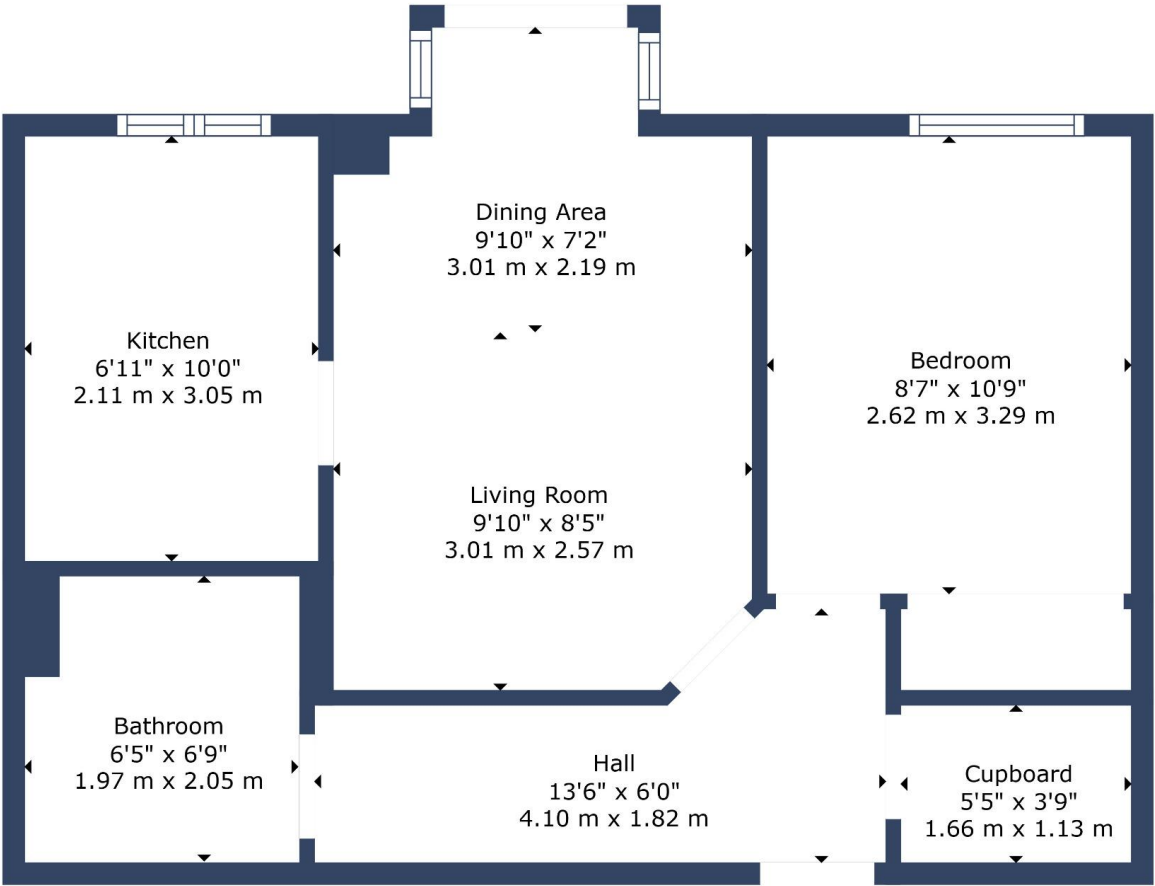 Dining Area
9'10" x 7'2"
3.01 m x 2.19 m
Kitchen
6'11" x 10'0"
2.11 m x 3.05 m
Bedroom
8'7" x 10'9"
2.62 m x 3.29 m
Living Room
9'10" x 8'5"
3.01 m x 2.57 m
Bathroom
6'5" x 6'9"
1.97 m x 2.05 m
Hall
13'6" x 6'0"
4.10 m x 1.82 m
Cupboard
5'5" x 3'9"
1.66 m x 1.13 m